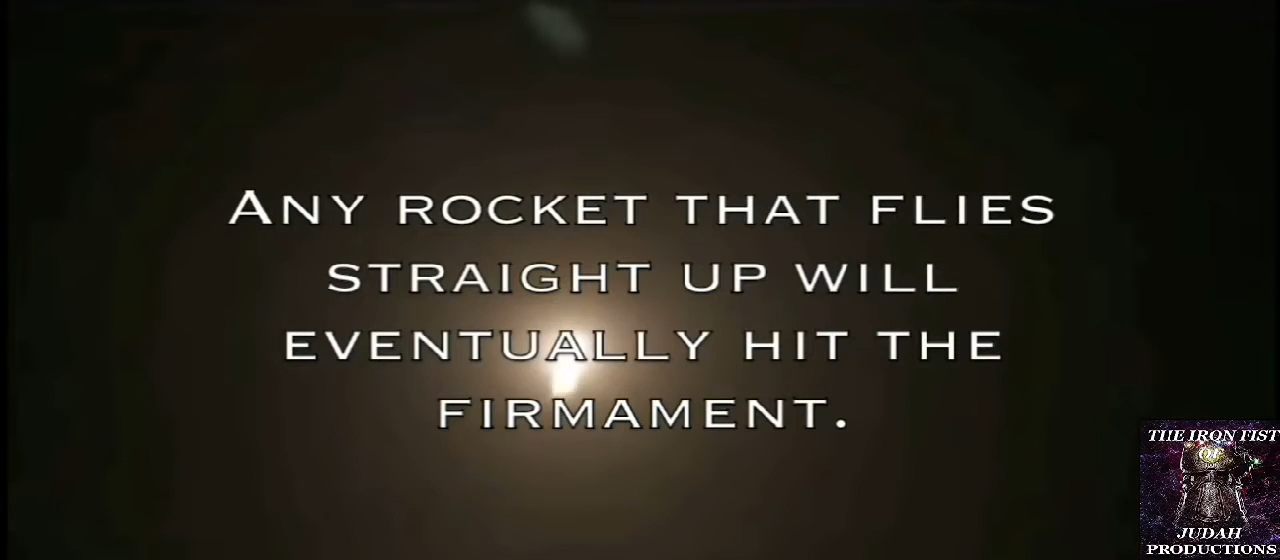 Any rocket that flies
straight up will
eventually hit the
firmament.
THE IRON FIST
OF
JUDAH
PRODUCTIONS